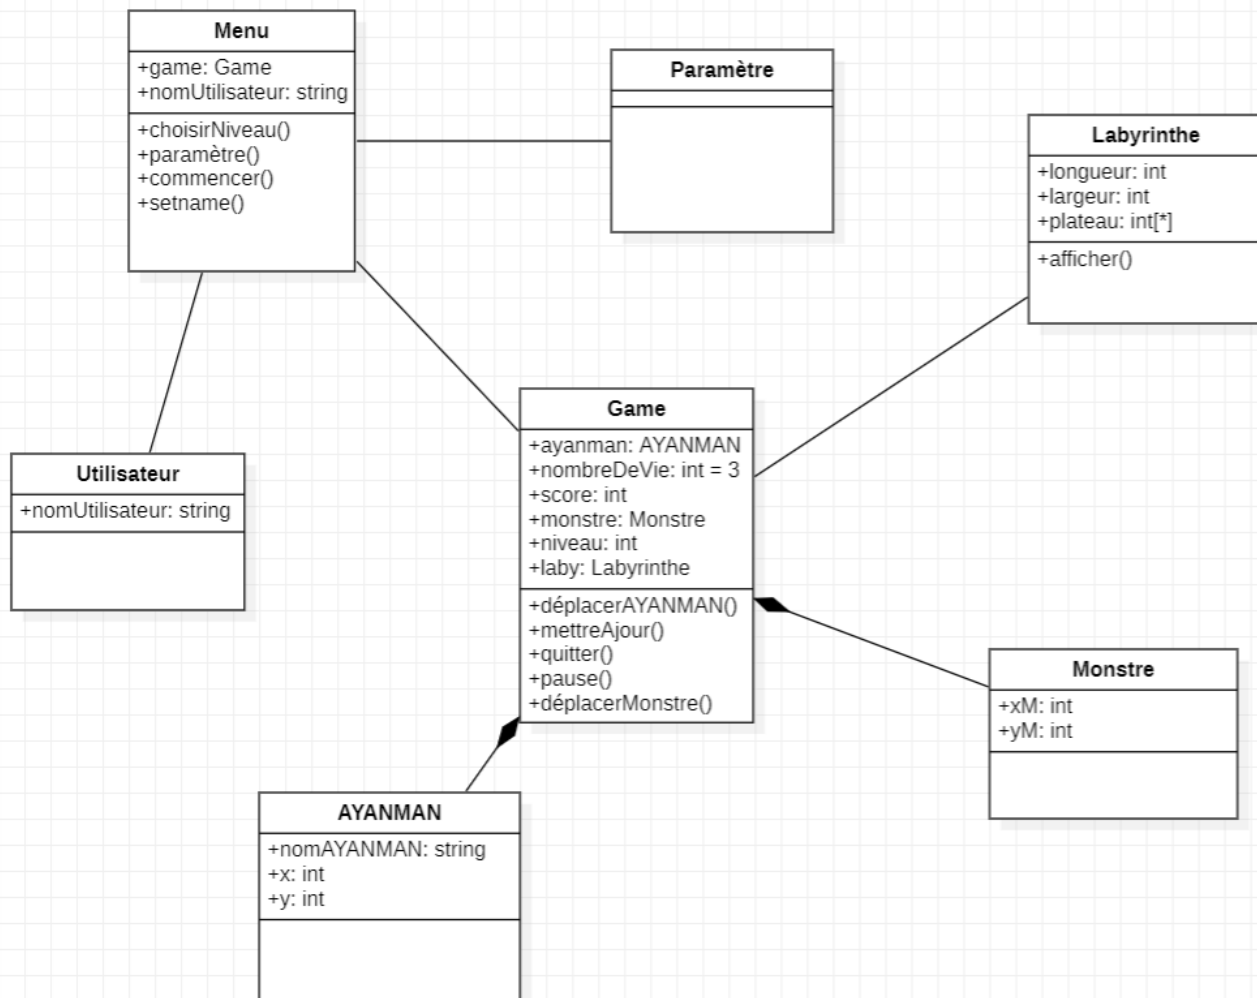 Menu
+game: Game
+nomUtilisateur: string
+choisirNiveau()
+paramètre()
+commencer()
+setname()
Paramètre
Labyrinthe
+longueur: int
+largeur: int
+plateau: int[*]
+afficher()
Utilisateur
+nomUtilisateur: string
Game
+ayanman: AYANMAN
+nombreDeVie: int = 3
+score: int
+monstre: Monstre
+niveau: int
+laby: Labyrinthe
+déplacerAYANMAN()
+mettreAjour()
+quitter()
+pause()
+déplacerMonstre()
Monstre
+xM: int
+yM: int
AYANMAN
+nomAYANMAN: string
+x: int
+y: int